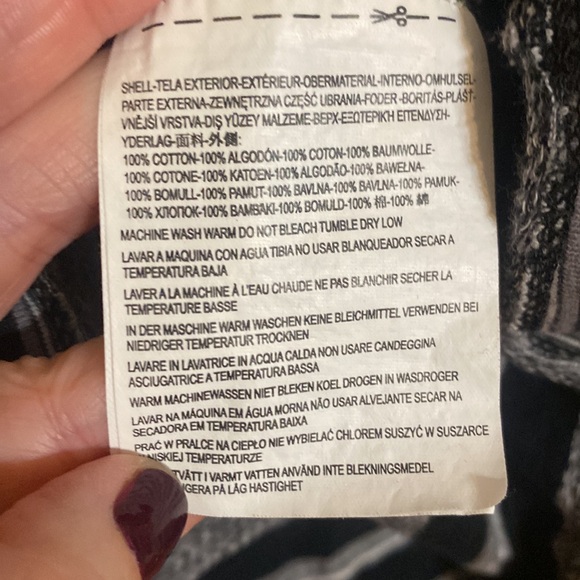 SHELL-TELA EXTERIOR-EXTÉRIEUR-OBERMATERIAL-INTERNO-OMHULSEL-
PARTE EXTERNA-ZEWNĘTRZNA CZĘŚĆ UBRANIA-FODER -BORITÁS-PLÁŠŤ-
VNĚJŠÍ VRSTVA-DIŞ YÜZEY MALZEME-ВЕРХ-ΕΞΩΤΕΡΙΚΗ ΕΠΕΝΔΥΣΗ-
YDERLAG-面料-外側:
100% COTTON-100% ALGODÓN-100% COTON-100% BAUMWOLLE-
100% COTONE-100% KATOEN-100% ALGODÃO-100% BAWEŁNA-
100% BOMULL-100% PAMUT-100% BAVLNA-100% BAVLNA-100% PAMUK-
100% ХЛОПОК-100% ΒΑΜΒΑΚΙ-100% BOMULD-100% 棉-100% 綿
MACHINE WASH WARM DO NOT BLEACH TUMBLE DRY LOW
LAVAR A MAQUINA CON AGUA TIBIA NO USAR BLANQUEADOR SECAR A
TEMPERATURA BAJA
LAVER A LA MACHINE À L'EAU CHAUDE NE PAS BLANCHIR SECHER LA
TEMPERATURE BASSE
IN DER MASCHINE WARM WASCHEN KEINE BLEICHMITTEL VERWENDEN BEI
NIEDRIGER TEMPERATUR TROCKNEN
LAVARE IN LAVATRICE IN ACQUA CALDA NON USARE CANDEGGINA
ASCIUGATRICE A TEMPERATURA BASSA
WARM MACHINEWASSEN NIET BLEKEN KOEL DROGEN IN WASDROGER
LAVAR NA MÁQUINA EM ÁGUA MORNA NÃO USAR ALVEJANTE SECAR NA
SECADORA EM TEMPERATURA BAIXA
PRAĆ W PRALCE NA CIEPŁO NIE WYBIELAĆ CHLOREM SUSZYĆ W SUSZARCE
TEMPERATURZE
I VARMT VATTEN ANVÄND INTE BLEKNINGSMEDEL
PÅ LÅG HASTIGHET